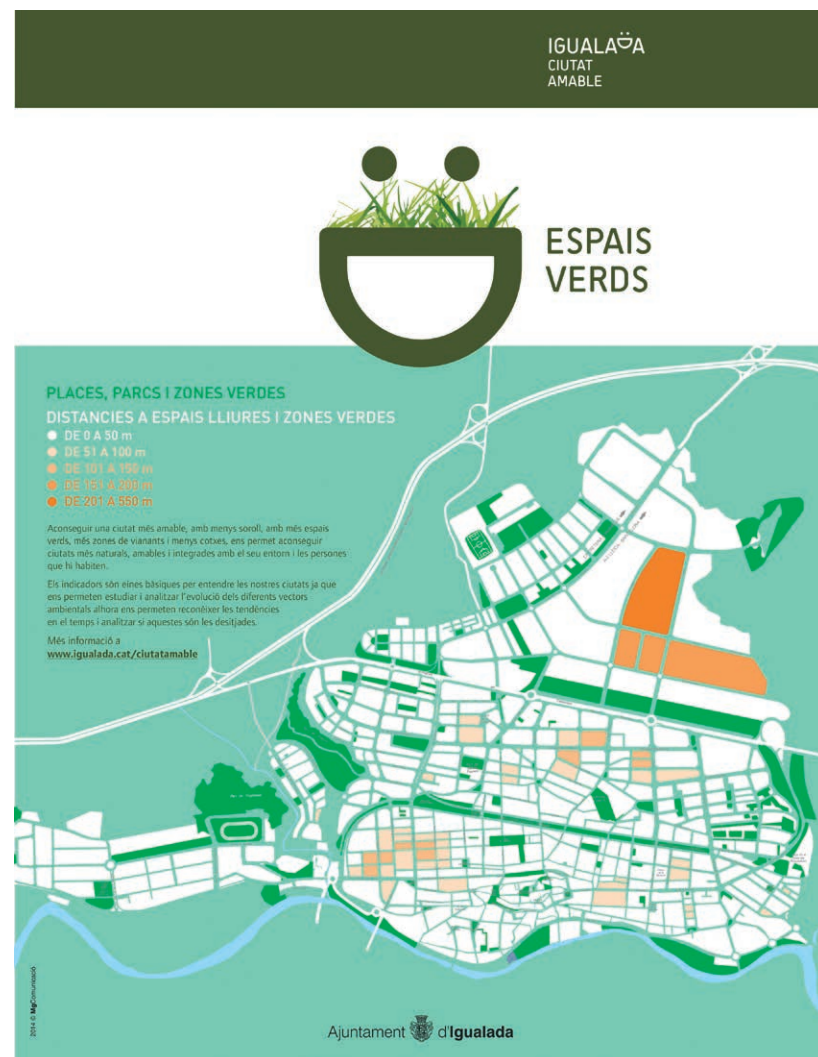 IGUALADA
CIUTAT
AMABLE
ESPAIS
VERDS
PLACES, PARCS I ZONES VERDES
DISTANCIES A ESPAIS LLIURES I ZONES VERDES
DE 0 A 50 m
DE 51 A 100 m
DE 101 A 150 m
DE 151 A 200 m
DE 201 A 550 m
Aconseguir una ciutat més amable, amb menys soroll, amb més espais
verds, més zones de vianants i menys cotxes, ens permet aconseguir
ciutats més naturals, amables i integrades amb el seu entorn i les persones
que hi habiten.
Els indicadors són eines bàsiques per entendre les nostres ciutats ja que
ens permeten estudiar i analitzar l'evolució dels diferents vectors
ambientals alhora ens permeten reconèixer les tendències
en el temps i analitzar si aquestes són les desitjades.
Més informació a
www.igualada.cat/ciutatamable
2014 © MgComunicació
Ajuntament d'Igualada